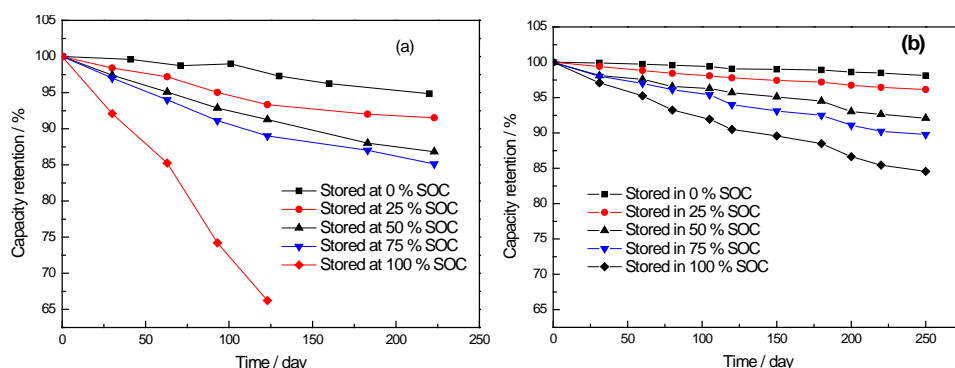 (a)
105
100
95
90
85
80
75
70
65
Capacity retention / %
0
50
100
150
200
250
Time / day
Stored at 0 % SOC
Stored at 25 % SOC
Stored at 50 % SOC
Stored at 75 % SOC
Stored at 100 % SOC
(b)
105
100
95
90
85
80
75
70
65
Capacity retention / %
0
50
100
150
200
250
Time / day
Stored in 0 % SOC
Stored in 25 % SOC
Stored in 50 % SOC
Stored in 75 % SOC
Stored in 100 % SOC